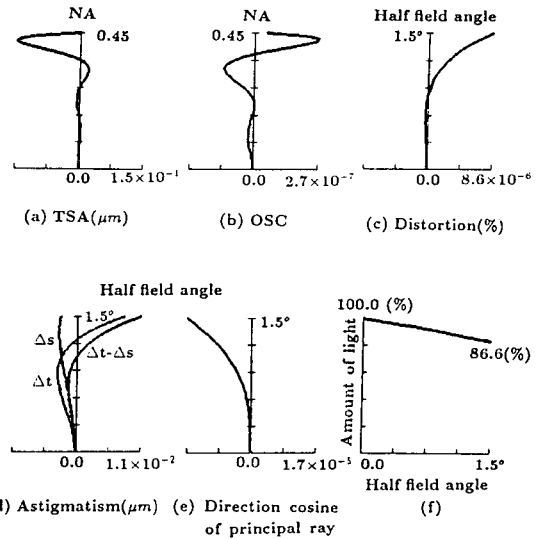 NA
0.45
0.0
1.5×10⁻¹
(a) TSA(μm)
NA
0.45
0.0
2.7×10⁻⁷
(b) OSC
Half field angle
1.5°
0.0
8.6×10⁻⁶
(c) Distortion(%)
Half field angle
1.5°
Δs
Δt-Δs
Δt
0.0
1.1×10⁻²
) Astigmatism(μm)
1.5°
0.0
1.7×10⁻⁵
(e) Direction cosine
of principal ray
100.0 (%)
86.6(%)
Amount of light
0.0
1.5°
Half field angle
(f)